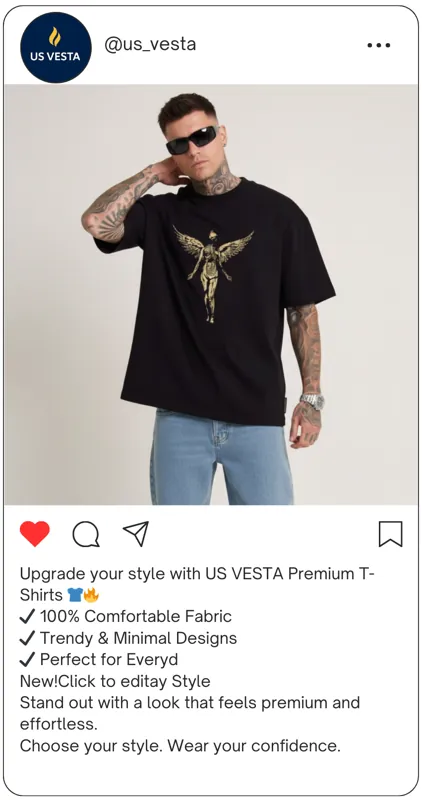 US VESTA
@us_vesta
Upgrade your style with US VESTA Premium T-
Shirts 👕🔥
✓ 100% Comfortable Fabric
✓ Trendy & Minimal Designs
✓ Perfect for Everyd
New!Click to editay Style
Stand out with a look that feels premium and
effortless.
Choose your style. Wear your confidence.